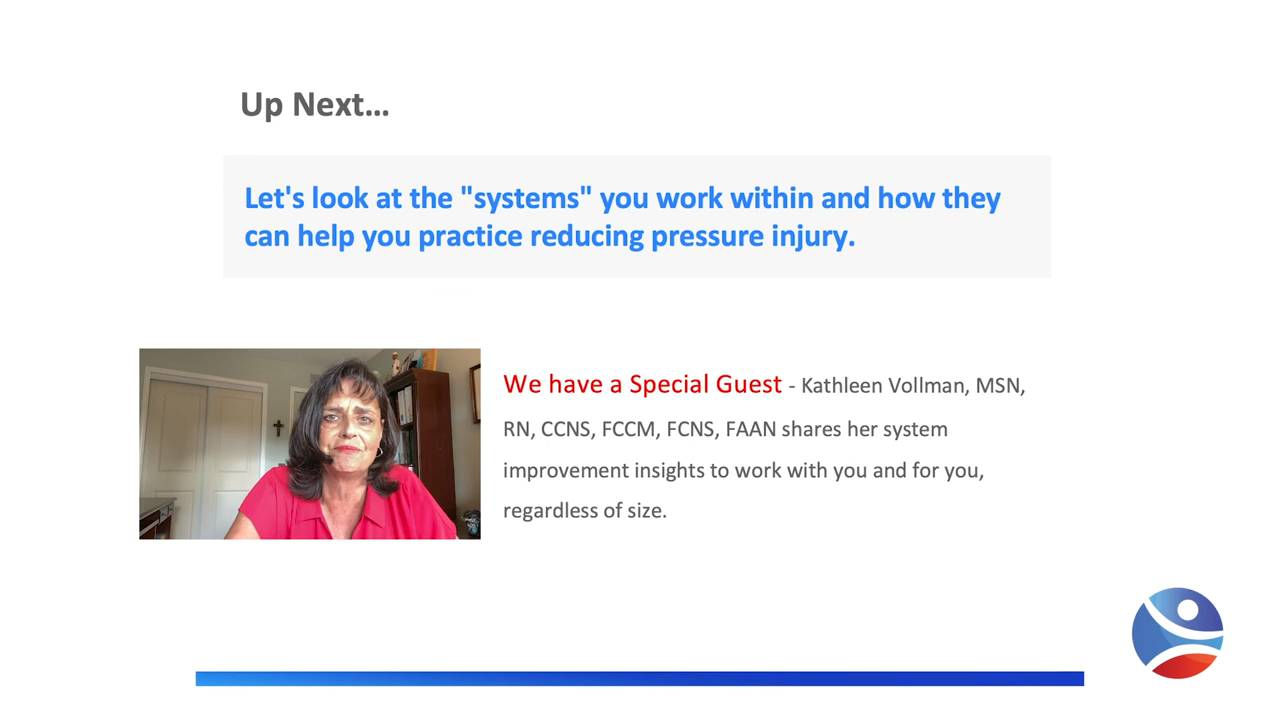 Up Next...
Let's look at the "systems" you work within and how they
can help you practice reducing pressure injury.
We have a Special Guest - Kathleen Vollman, MSN,
RN, CCNS, FCCM, FCNS, FAAN shares her system
improvement insights to work with you and for you,
regardless of size.